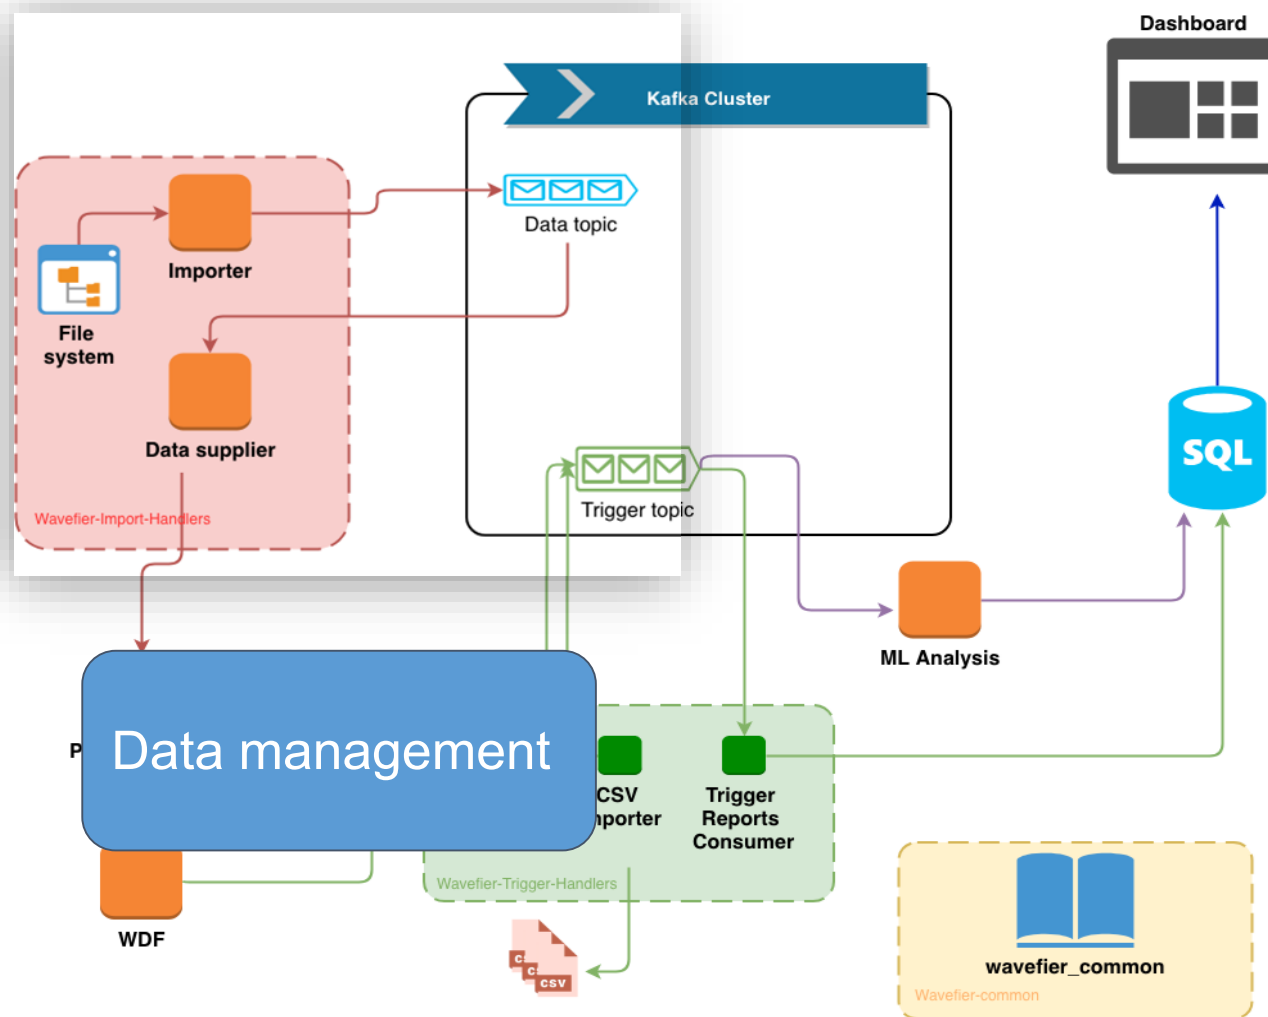 Dashboard
Kafka Cluster
Data topic
Importer
File
system
Data supplier
Wavefier-Import-Handlers
SQL
Trigger topic
ML Analysis
P
Data management
CSV
porter
Trigger
Reports
Consumer
Wavefier-Trigger-Handlers
WDF
csv
wavefier_common
Wavefier-common